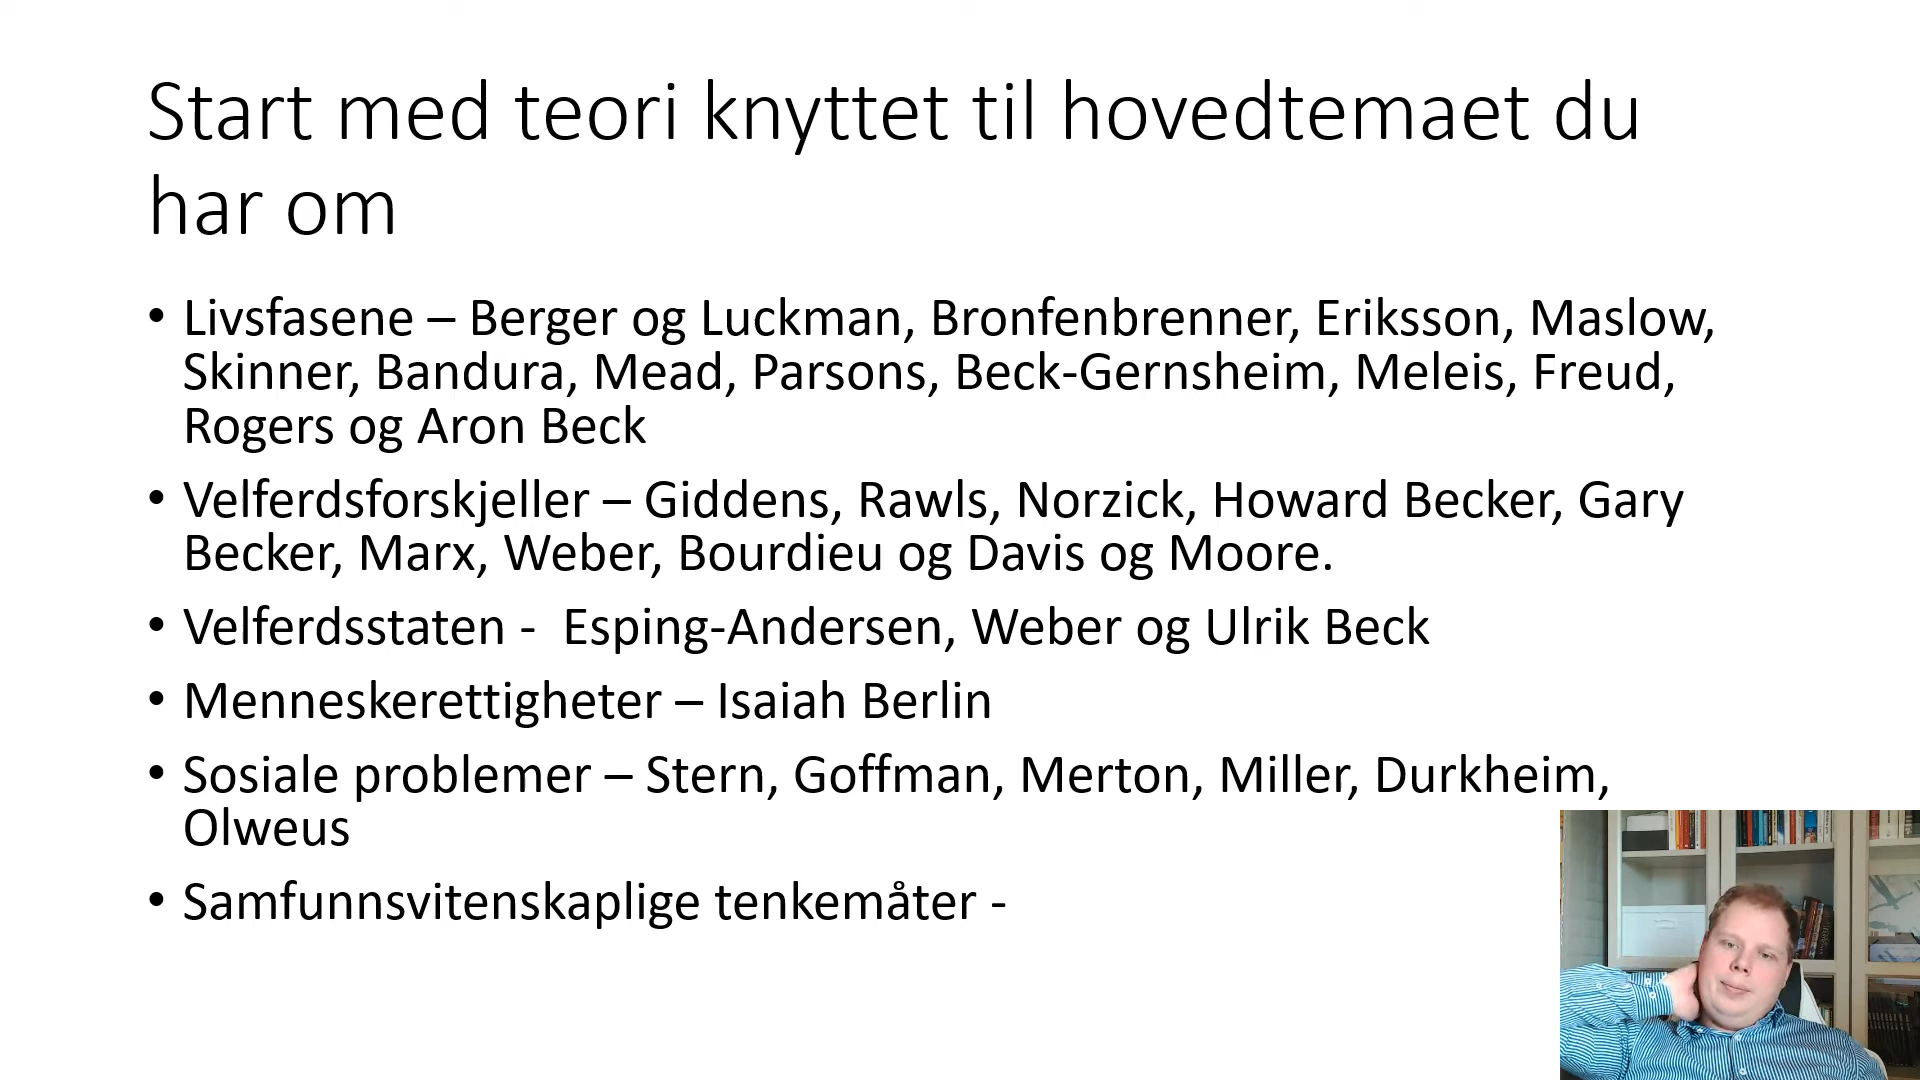 Start med teori knyttet til hovedtemaet du
har om
• Livsfasene – Berger og Luckman, Bronfenbrenner, Eriksson, Maslow,
Skinner, Bandura, Mead, Parsons, Beck-Gernsheim, Meleis, Freud,
Rogers og Aron Beck
• Velferdsforskjeller – Giddens, Rawls, Norzick, Howard Becker, Gary
Becker, Marx, Weber, Bourdieu og Davis og Moore.
• Velferdsstaten -  Esping-Andersen, Weber og Ulrik Beck
• Menneskerettigheter – Isaiah Berlin
• Sosiale problemer – Stern, Goffman, Merton, Miller, Durkheim,
Olweus
• Samfunnsvitenskaplige tenkemåter -